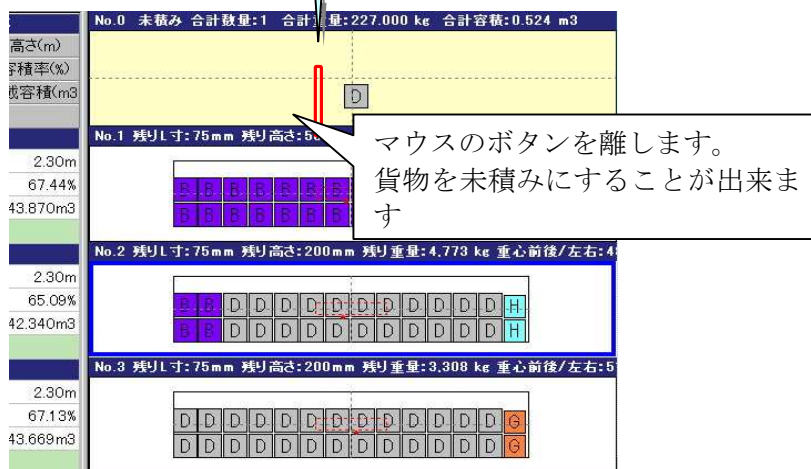 No.0 未積み 合計数量:1 合計重量:227.000 kg 合計容積:0.524 m3
高さ(m)
容積率(%)
載容積(m3
D
マウスのボタンを離します。
貨物を未積みにすることが出来ま
す
No.1 残りL寸:75mm 残り高さ:50
2.30m
67.44%
43.870m3
B B B B B B B
B B B B B B B
No.2 残りL寸:75mm 残り高さ:200mm 残り重量:4,773 kg 重心前後/左右:4
2.30m
65.09%
42.340m3
B B D D D D D D D D D D D H
B B D D D D D D D D D D D H
No.3 残りL寸:75mm 残り高さ:200mm 残り重量:3,308 kg 重心前後/左右:5
2.30m
67.13%
43.669m3
D D D D D D D D D D D D D G
D D D D D D D D D D D D D G